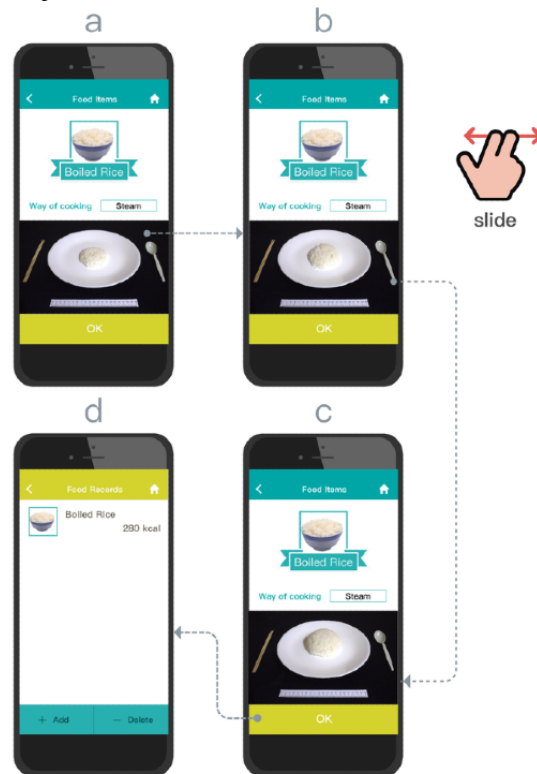 a
b
Food Items
Food Items
Boiled Rice
Boiled Rice
Way of cooking Steam
Way of cooking Steam
OK
OK
slide
d
c
Food Records
Food Items
Boiled Rice
280 kcal
Boiled Rice
Way of cooking Steam
+ Add − Delete
OK